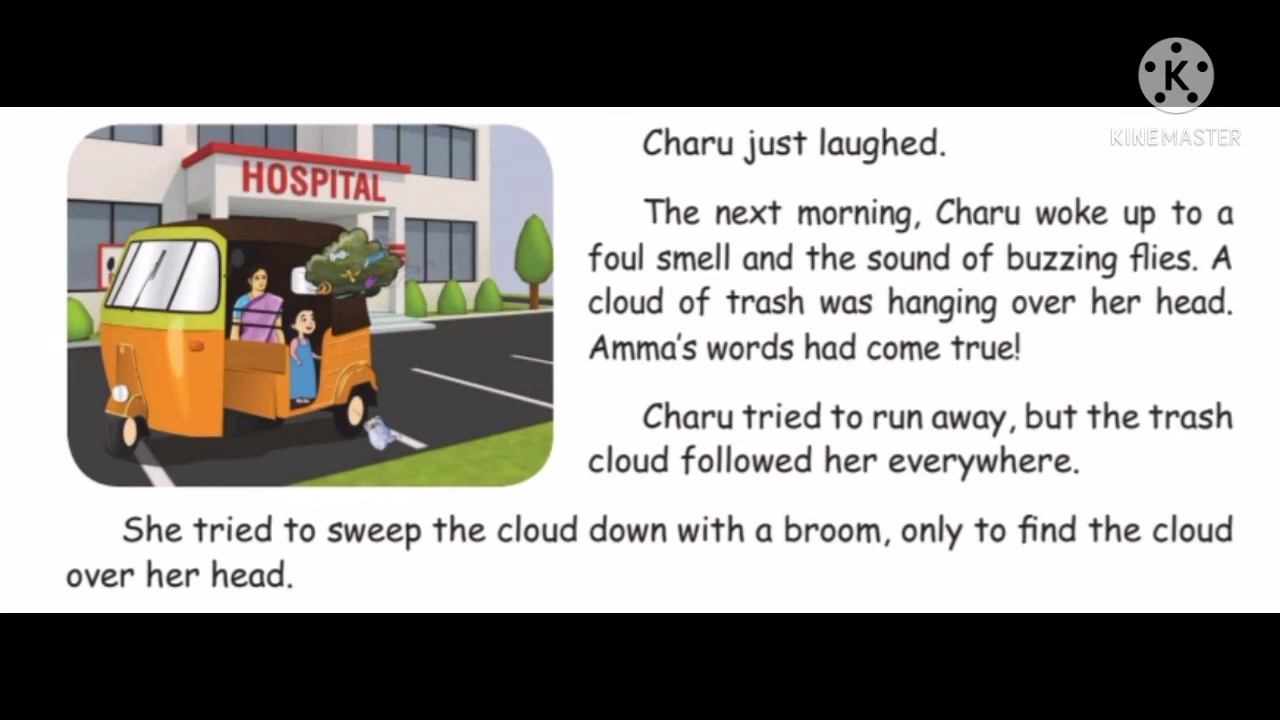 K
KINEMASTER
HOSPITAL
Charu just laughed.
The next morning, Charu woke up to a
foul smell and the sound of buzzing flies. A
cloud of trash was hanging over her head.
Amma's words had come true!
Charu tried to run away, but the trash
cloud followed her everywhere.
She tried to sweep the cloud down with a broom, only to find the cloud
over her head.